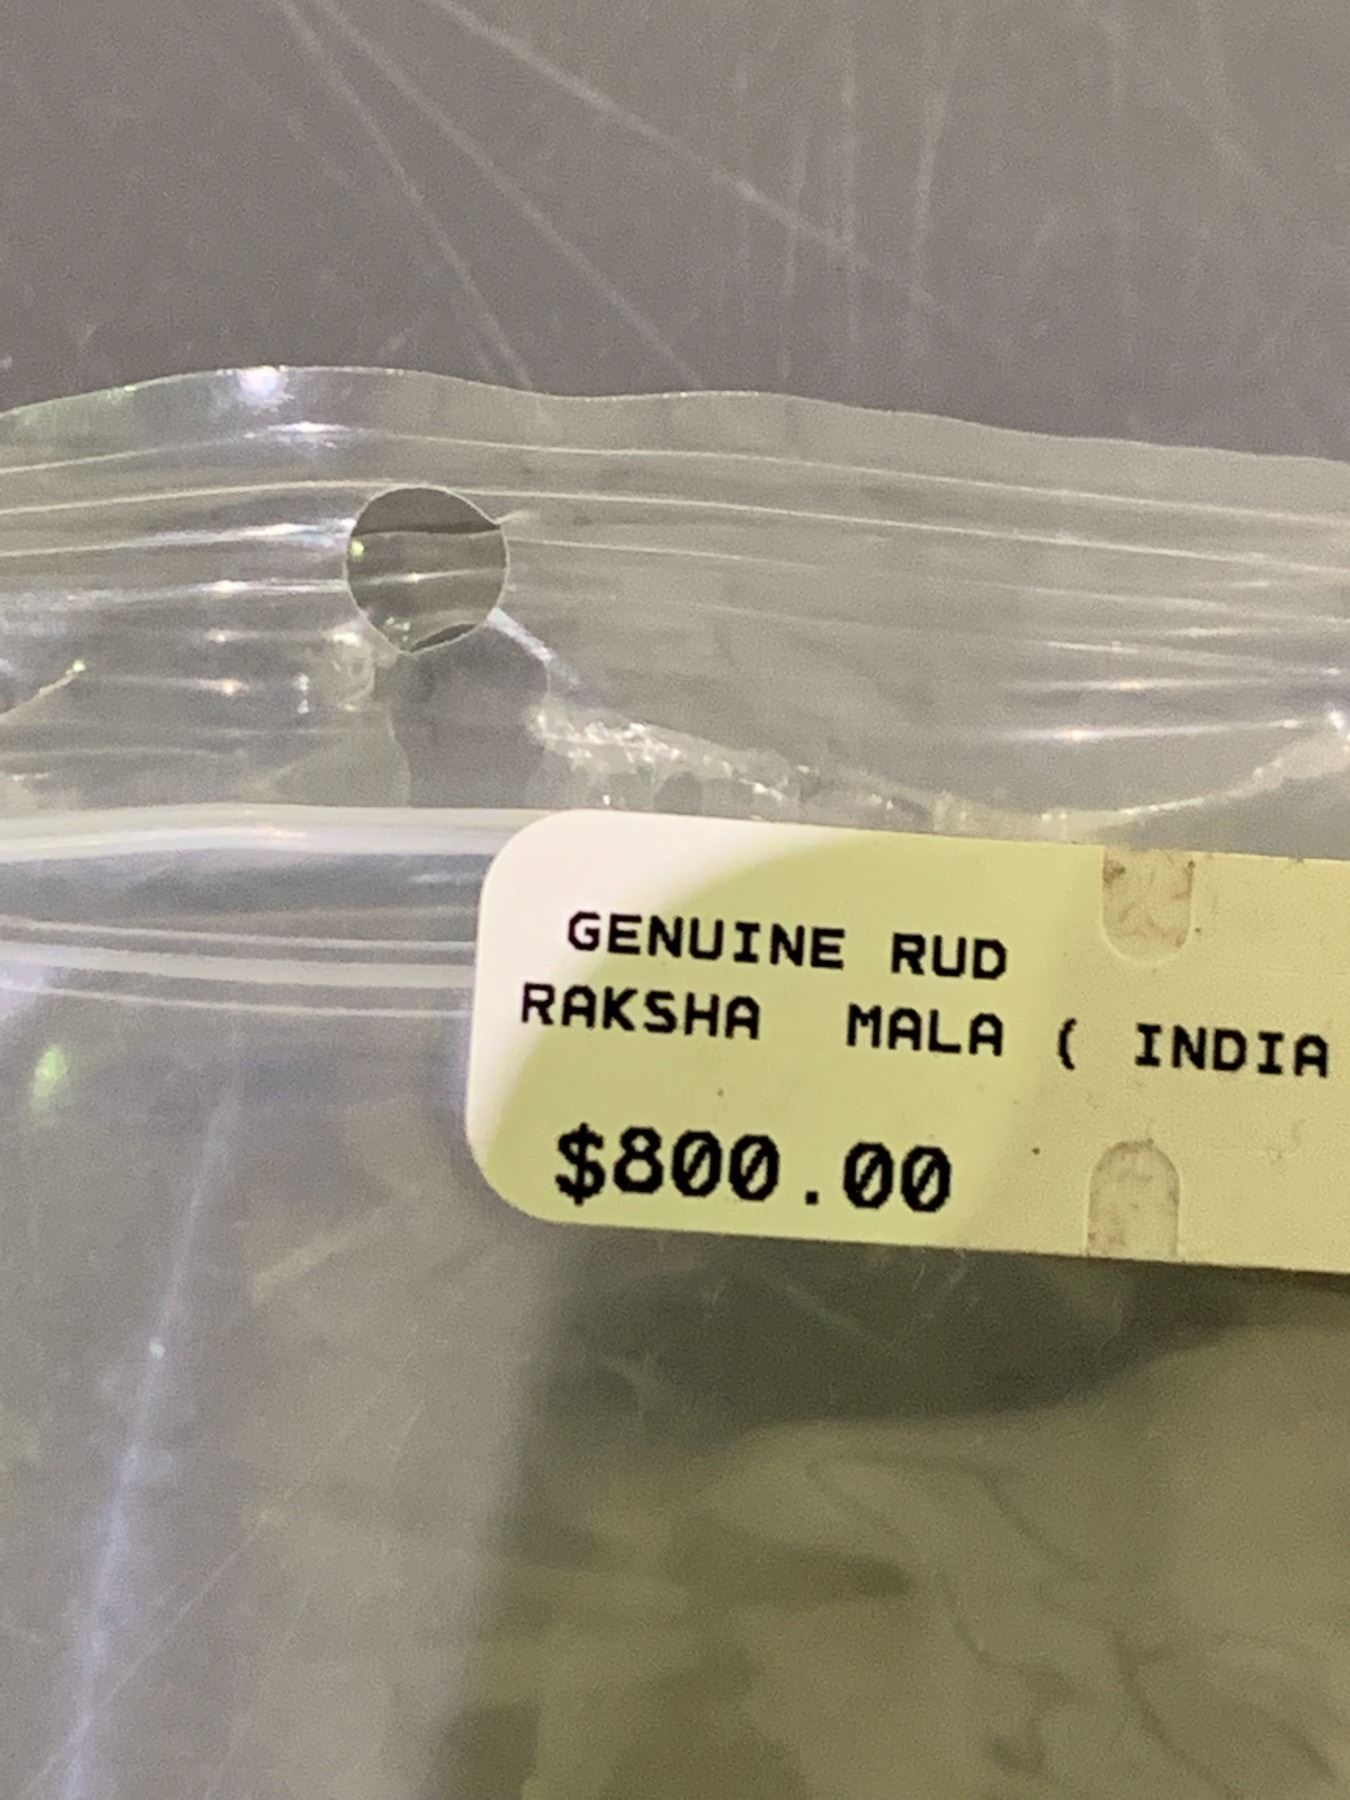 GENUINE RUD
RAKSHA MALA ( INDIA
$800.00